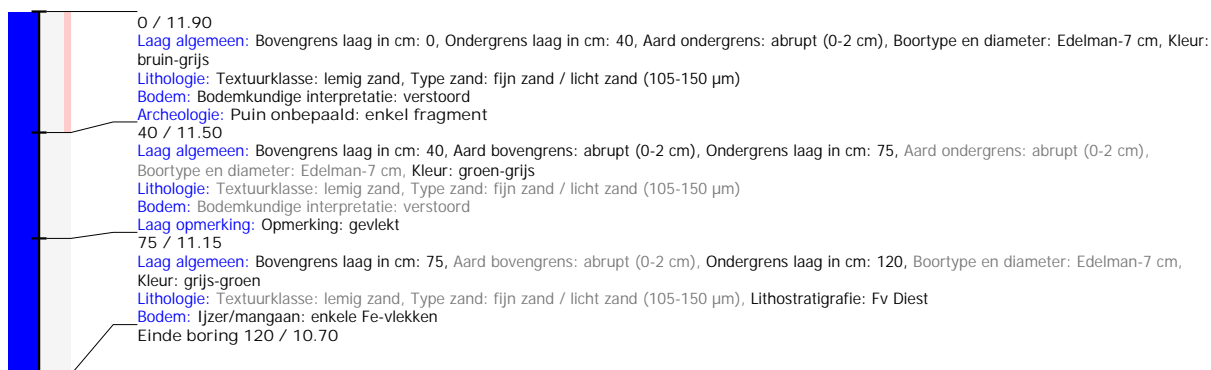 0 / 11.90
Laag algemeen: Bovengrens laag in cm: 0, Ondergrens laag in cm: 40, Aard ondergrens: abrupt (0-2 cm), Boortype en diameter: Edelman-7 cm, Kleur:
bruin-grijs
Lithologie: Textuurklasse: lemig zand, Type zand: fijn zand / licht zand (105-150 µm)
Bodem: Bodemkundige interpretatie: verstoord
Archeologie: Puin onbepaald: enkel fragment
40 / 11.50
Laag algemeen: Bovengrens laag in cm: 40, Aard bovengrens: abrupt (0-2 cm), Ondergrens laag in cm: 75, Aard ondergrens: abrupt (0-2 cm),
Boortype en diameter: Edelman-7 cm, Kleur: groen-grijs
Lithologie: Textuurklasse: lemig zand, Type zand: fijn zand / licht zand (105-150 µm)
Bodem: Bodemkundige interpretatie: verstoord
Laag opmerking: Opmerking: gevlekt
75 / 11.15
Laag algemeen: Bovengrens laag in cm: 75, Aard bovengrens: abrupt (0-2 cm), Ondergrens laag in cm: 120, Boortype en diameter: Edelman-7 cm,
Kleur: grijs-groen
Lithologie: Textuurklasse: lemig zand, Type zand: fijn zand / licht zand (105-150 µm), Lithostratigrafie: Fv Diest
Bodem: Ijzer/mangaan: enkele Fe-vlekken
Einde boring 120 / 10.70